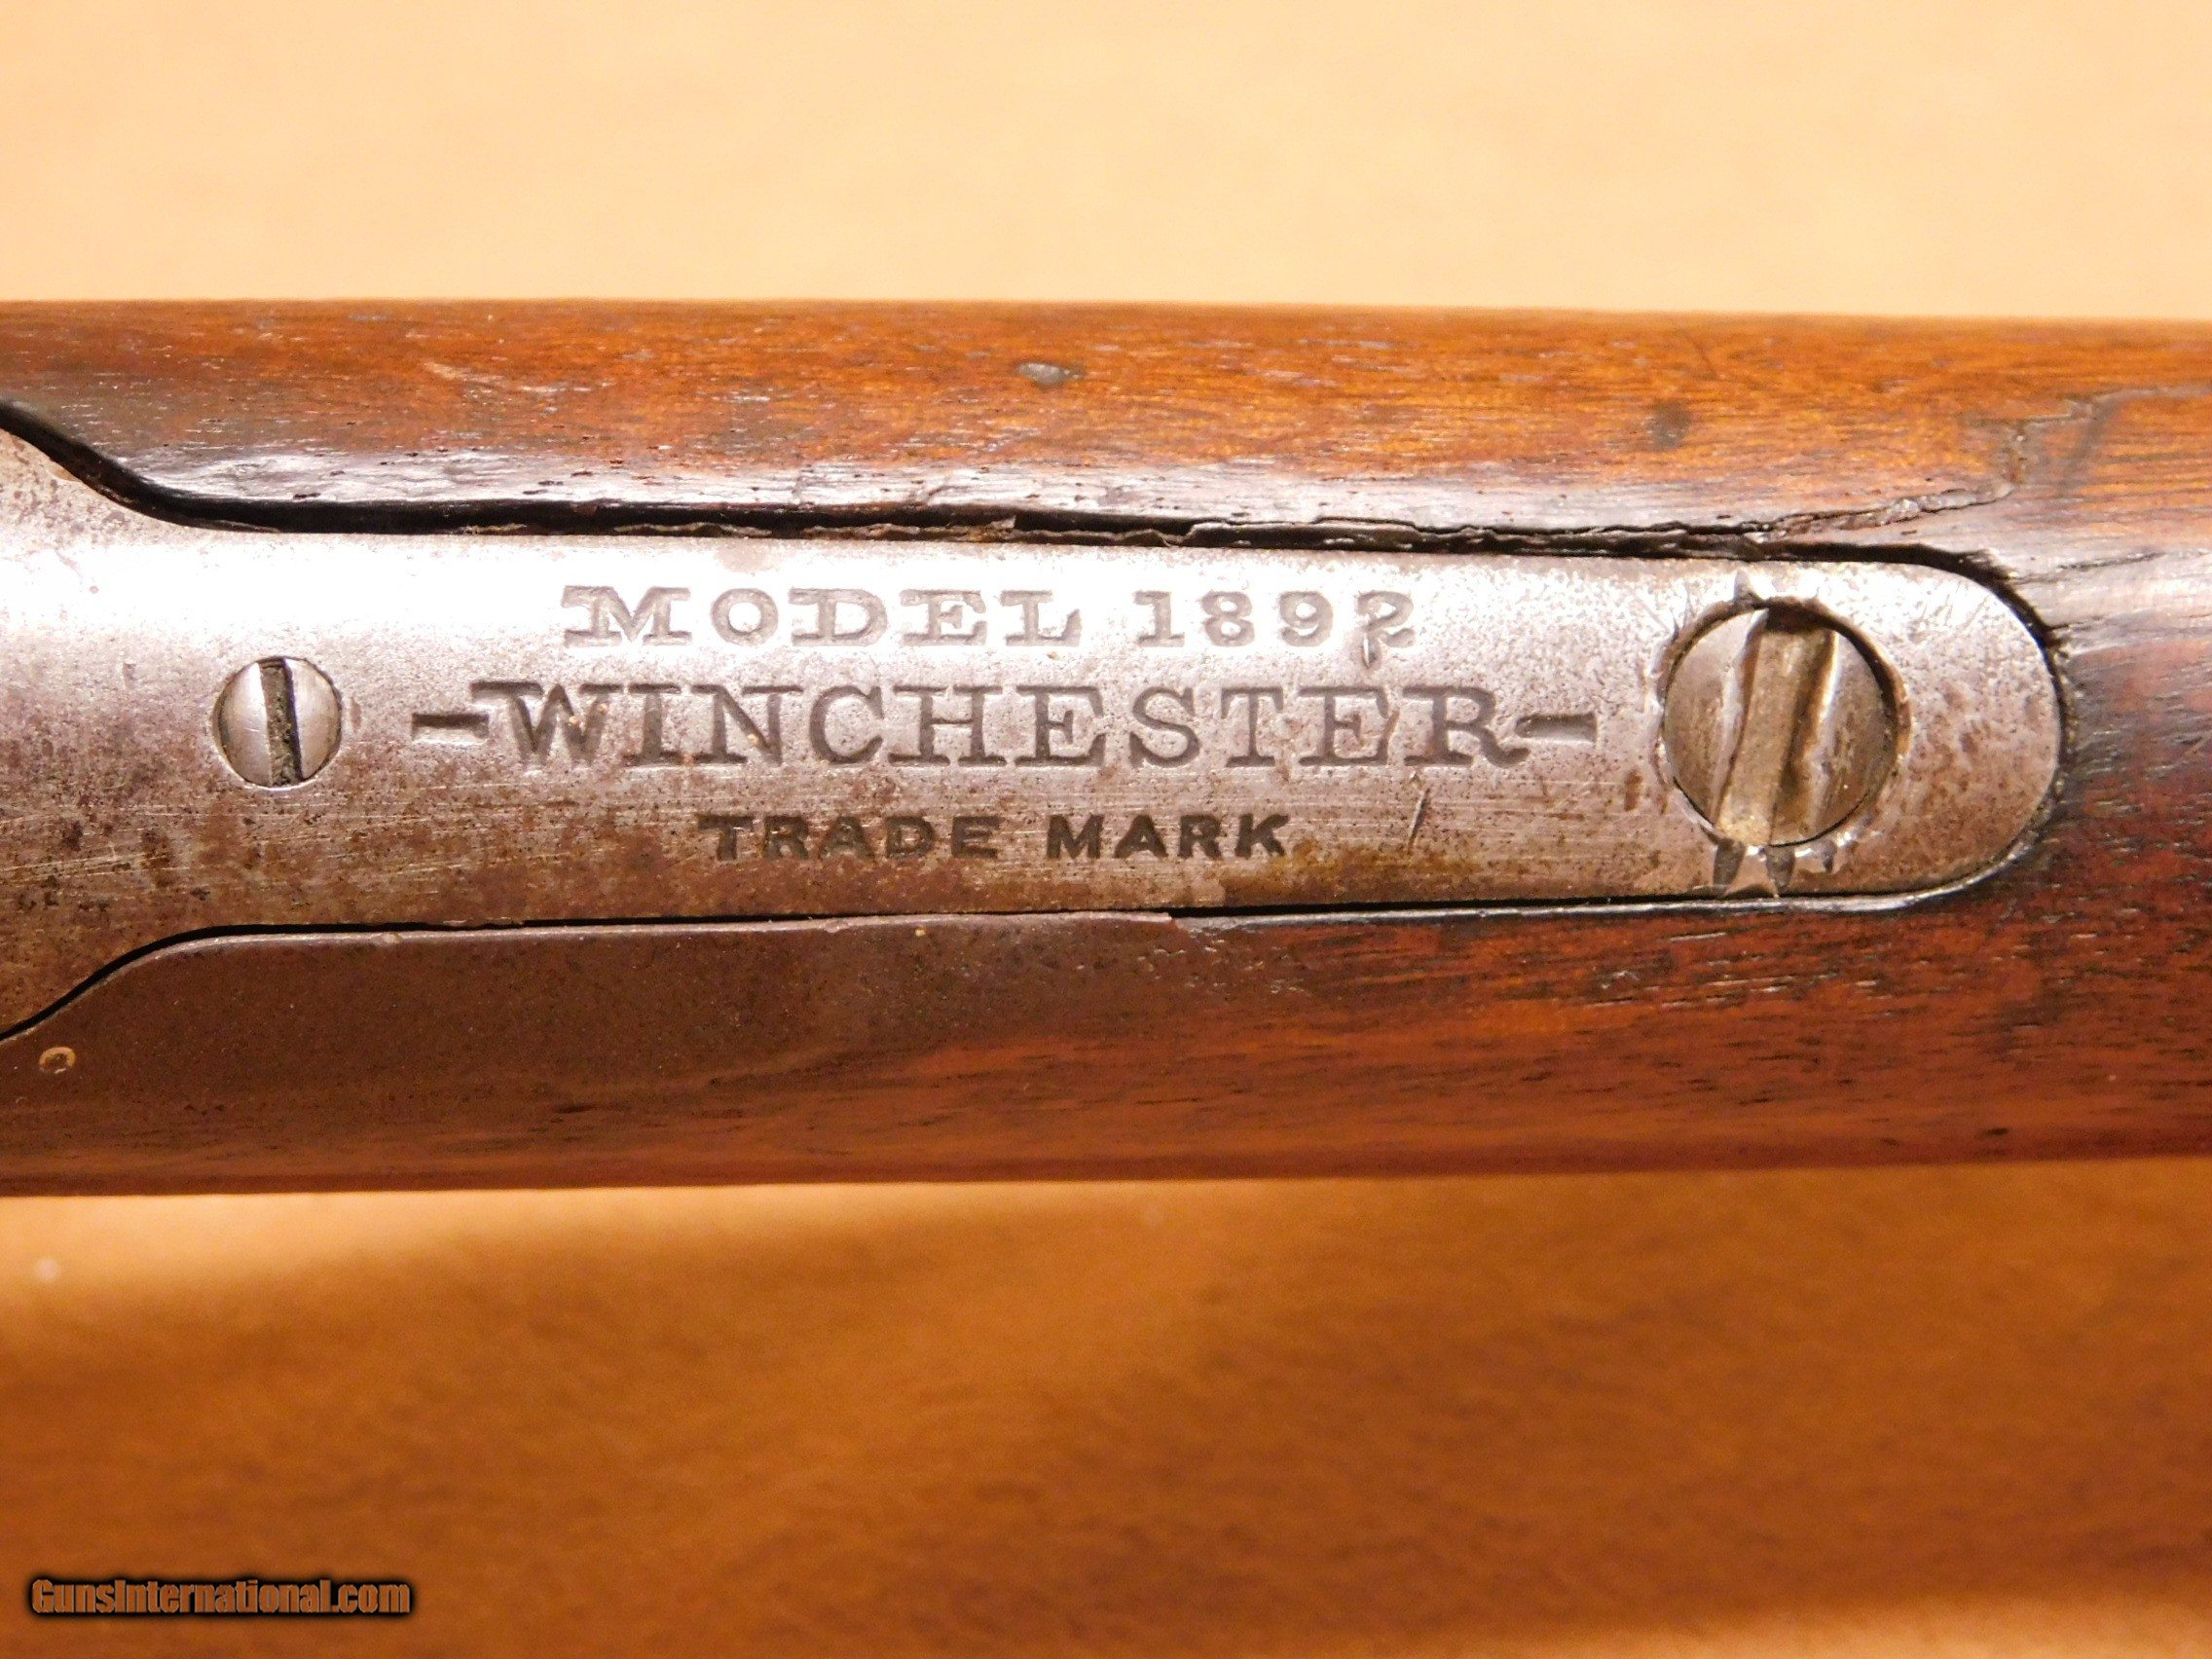 MODEL 1892
-WINCHESTER-
TRADE MARK
GunsInternational.com